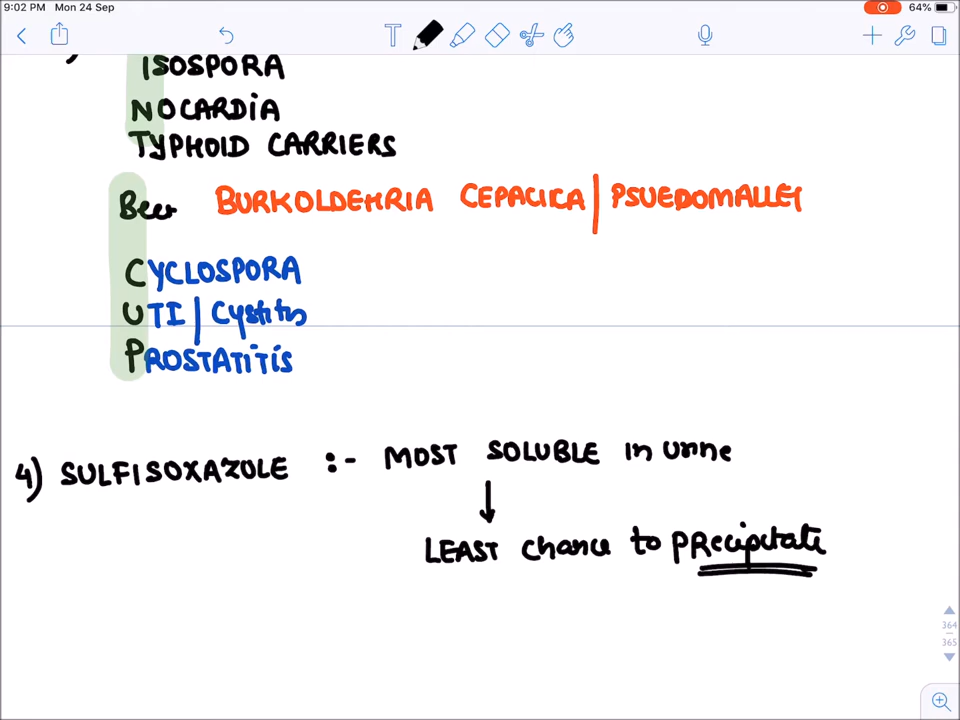 9:02 PM Mon 24 Sep 64%
T
ISOSPORA
NOCARDIA
TYPHOID CARRIERS
Beer BURKOLDEHRIA CEPACICA | PSUEDOMALLEI
CYCLOSPORA
UTI | Cystitis
PROSTATITIS
4) SULFISOXAZOLE :- MOST SOLUBLE in urine
↓
LEAST chance to PRecipitate
364
365